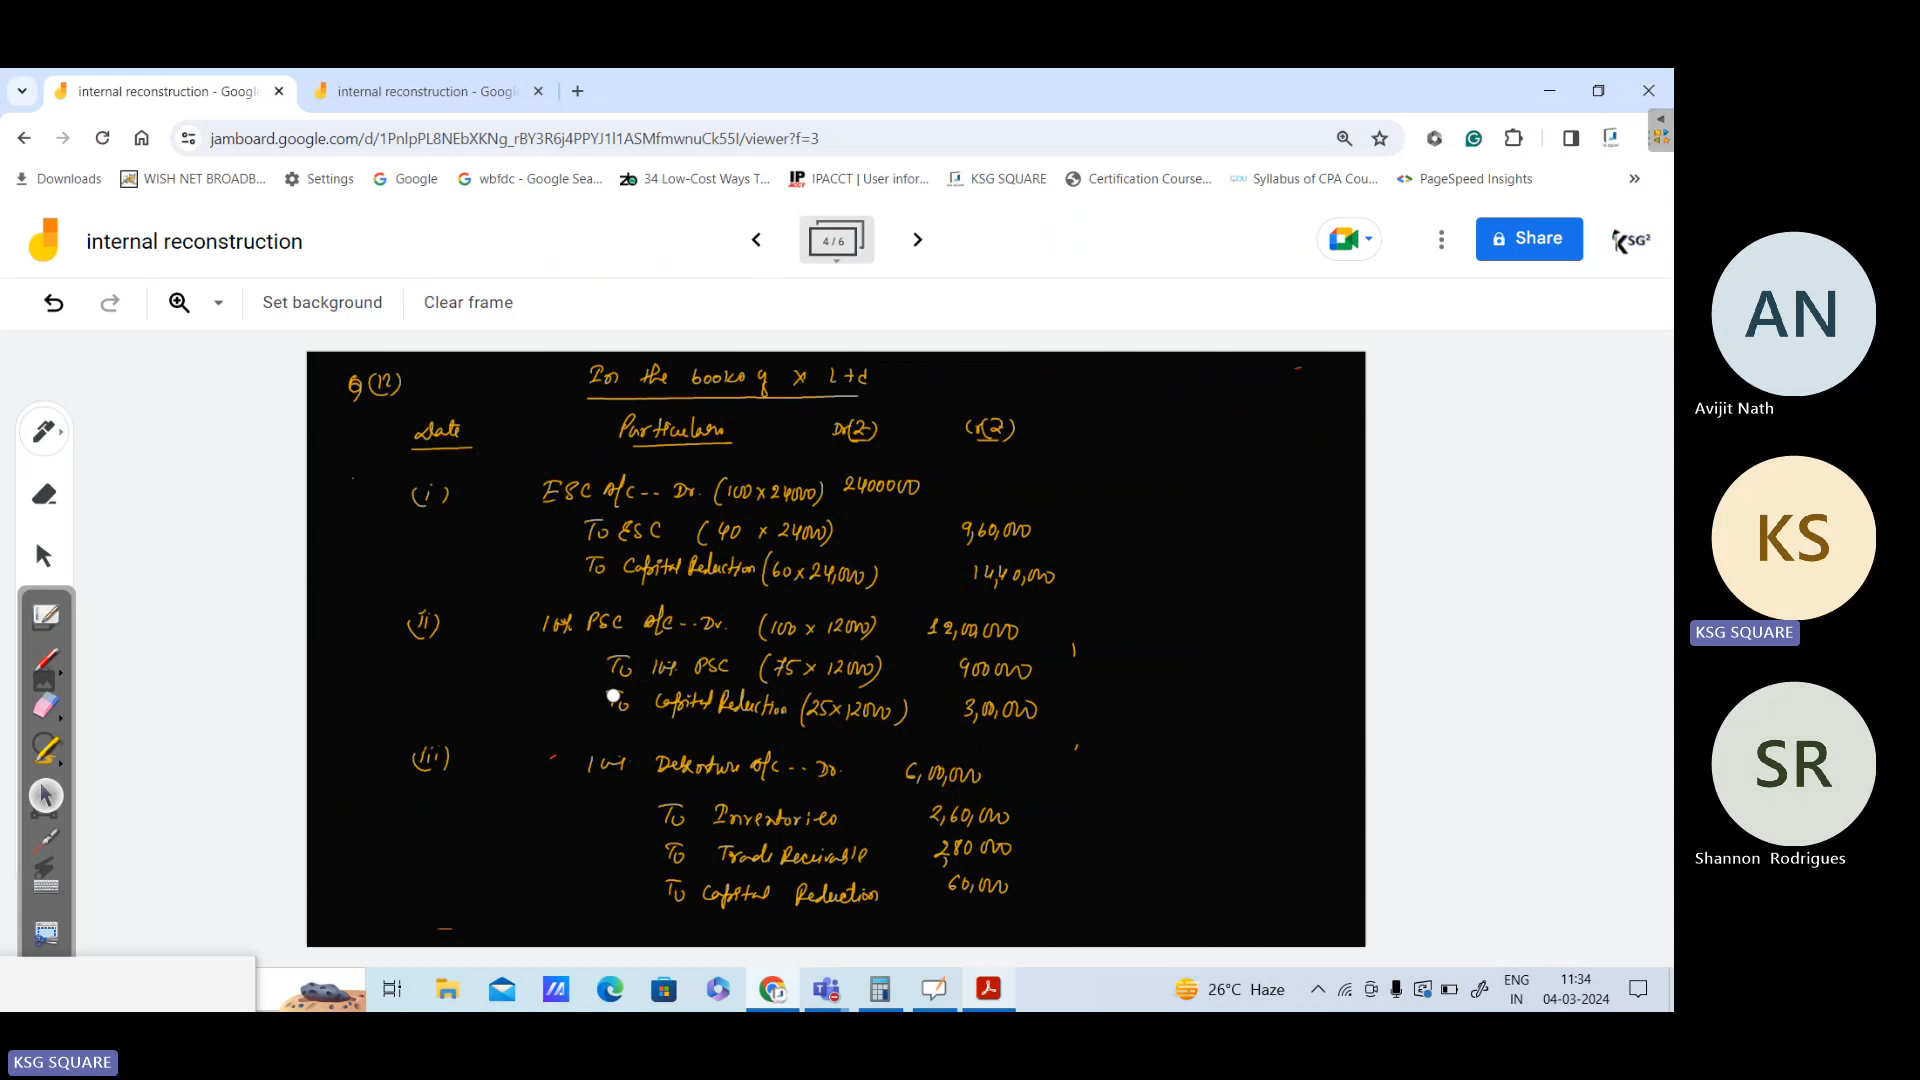 internal reconstruction - Google
internal reconstruction - Google
jamboard.google.com/d/1PnlpPL8NEbXKNg_rBY3R6j4PPYJ1l1ASMfmwnuCk55I/viewer?f=3
Downloads
WISH NET BROADB...
Settings
Google
wbfdc - Google Sea...
34 Low-Cost Ways T...
IPACCT | User infor...
KSG SQUARE
Certification Course...
Syllabus of CPA Cou...
PageSpeed Insights
internal reconstruction
4 / 6
Share
KSG²
Set background
Clear frame
Q (12) In the books of X Ltd
Date Particulars Dr(₹) Cr(₹)
(i) ESC A/C -- Dr. (100 x 24000) 2400000
To ESC (40 x 24000) 9,60,000
To Capital Reduction (60 x 24,000) 14,40,000
(ii) 10% PSC A/C -- Dr. (100 x 12000) 12,00,000
To 10% PSC (75 x 12000) 900000
To Capital Reduction (25 x 12000) 3,00,000
(iii) 10% Debenture A/C -- Dr. 6,00,000
To Inventories 2,60,000
To Trade Receivable 2,80000
To Capital Reduction 60,000
26°C Haze
ENG
IN
11:34
04-03-2024
AN
Avijit Nath
KS
KSG SQUARE
SR
Shannon Rodrigues
KSG SQUARE